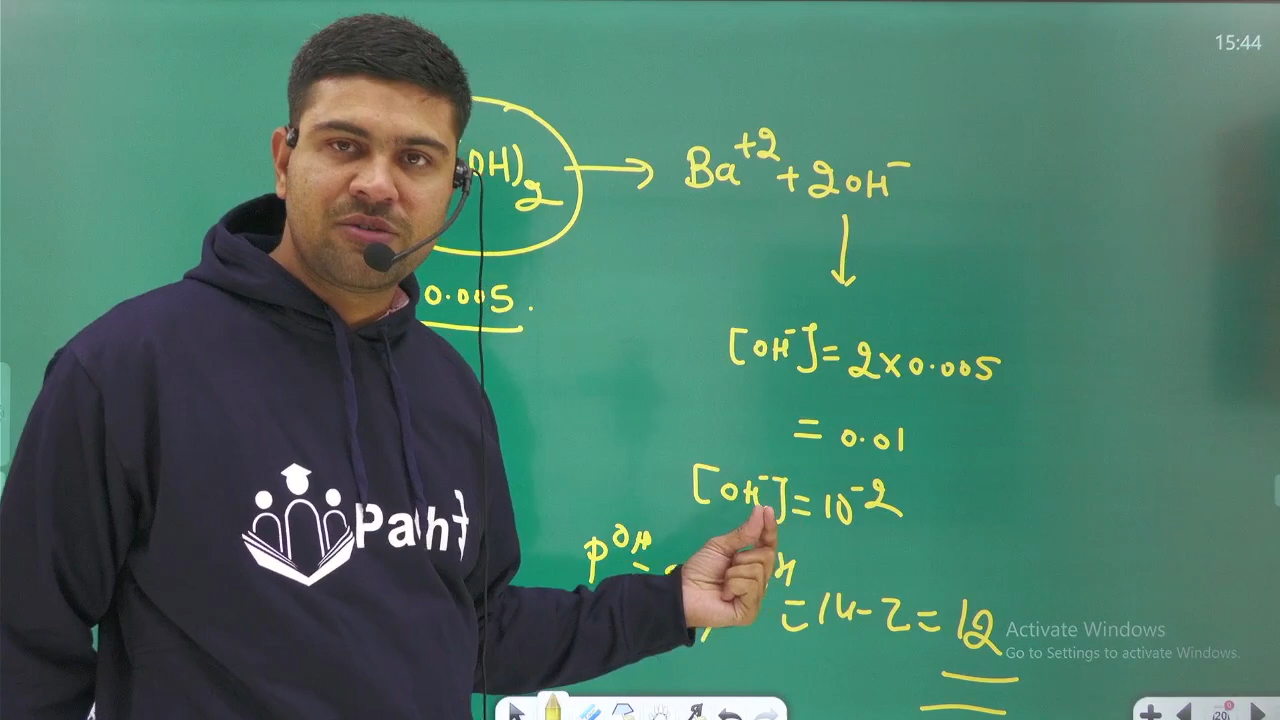 15:44
OH)2 → Ba+2 + 2OH-
0.005.
[OH-] = 2×0.005
= 0.01
[OH-] = 10-2
pOH
= 14-2 = 12
Path
Activate Windows
Go to Settings to activate Windows.
20